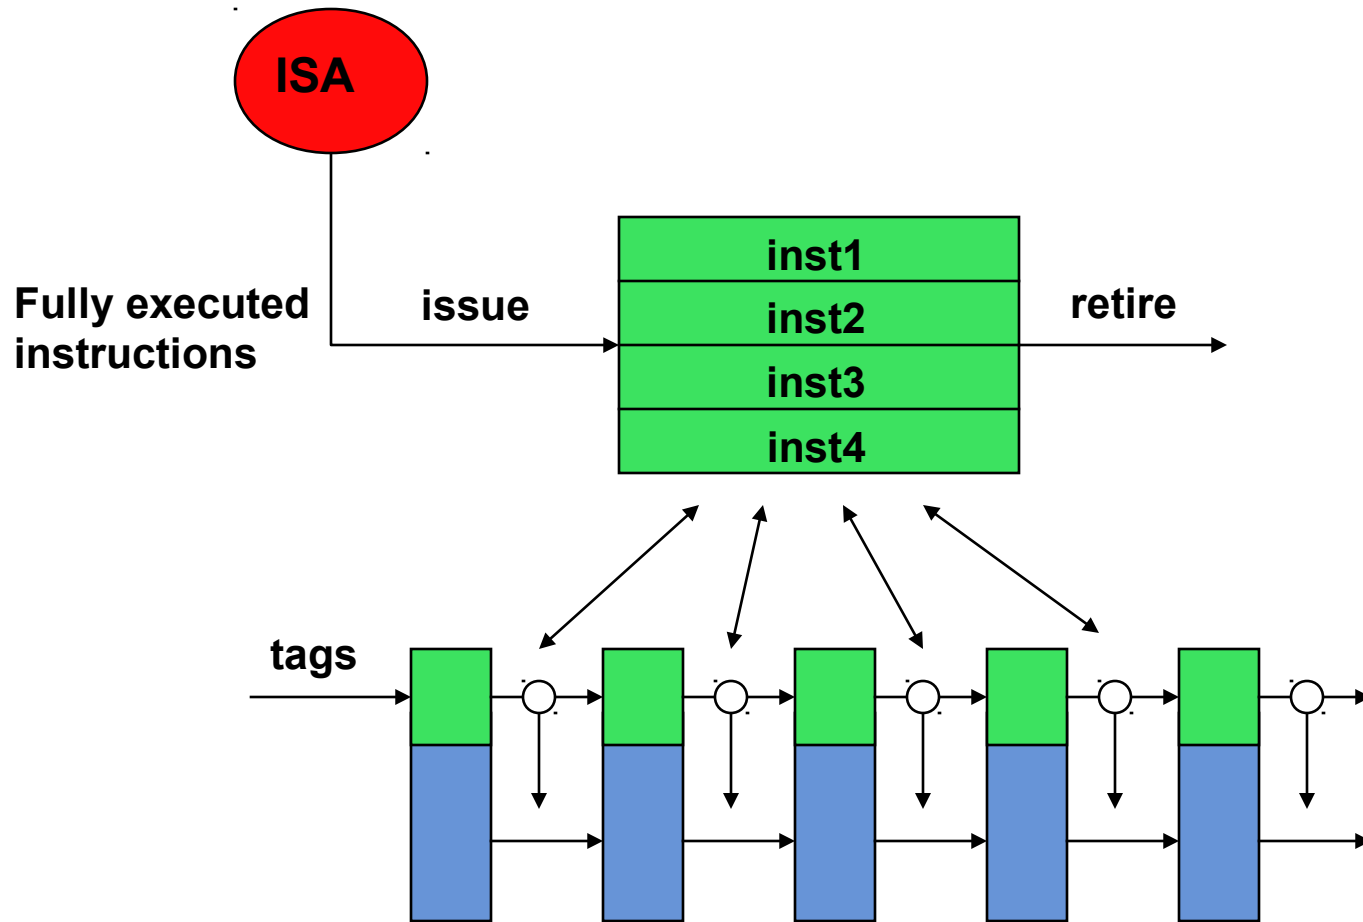 ISA
inst1
Fully executed
instructions
issue
inst2
retire
inst3
inst4
tags